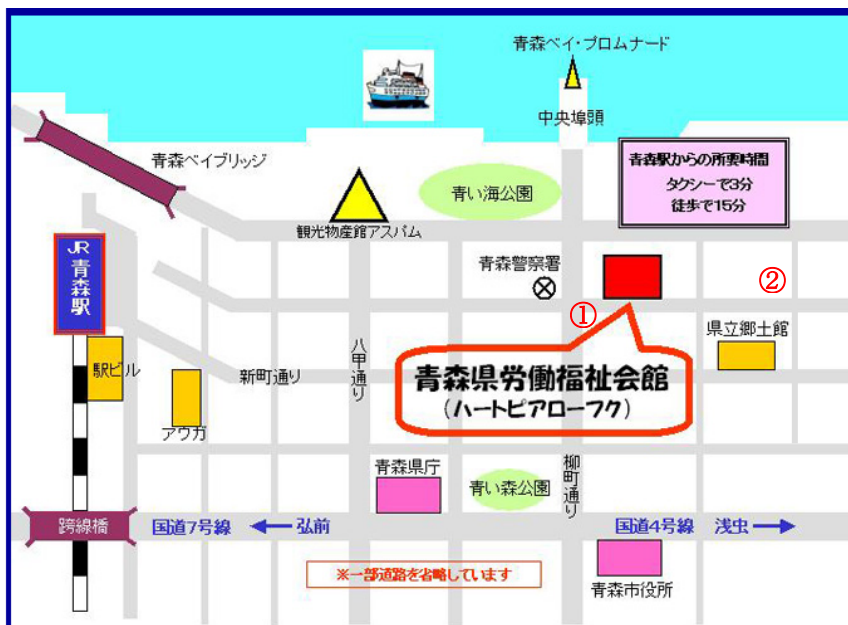 青森ベイ・プロムナード
中央埠頭
青森ベイブリッジ
青森駅からの所要時間
タクシーで3分
徒歩で15分
青い海公園
観光物産館アスパム
JR
青森駅
青森警察署
②
①
県立郷土館
駅ビル
新町通り
八甲通り
青森県労働福祉会館
(ハートピアローフク)
アウガ
青森県庁
青い森公園
柳町通り
跨線橋
国道7号線
弘前
国道4号線
浅虫
※一部道路を省略しています
青森市役所